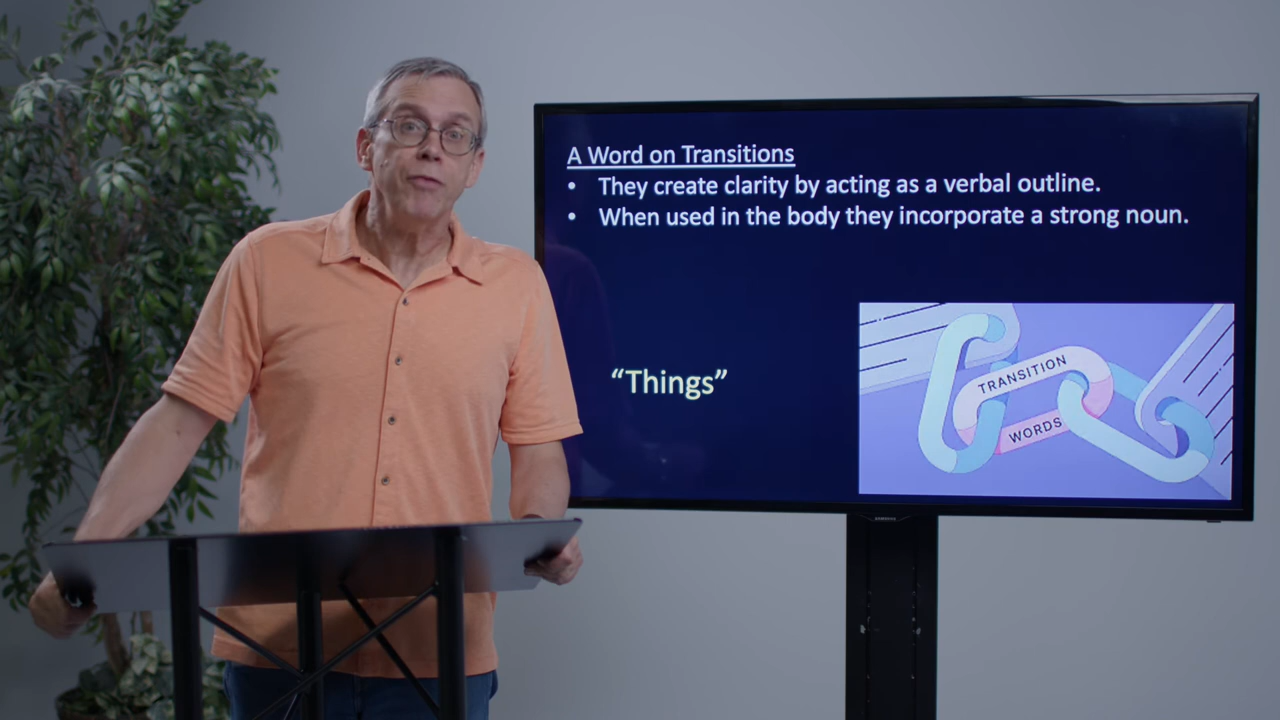 A Word on Transitions
• They create clarity by acting as a verbal outline.
• When used in the body they incorporate a strong noun.
“Things”
TRANSITION
WORDS